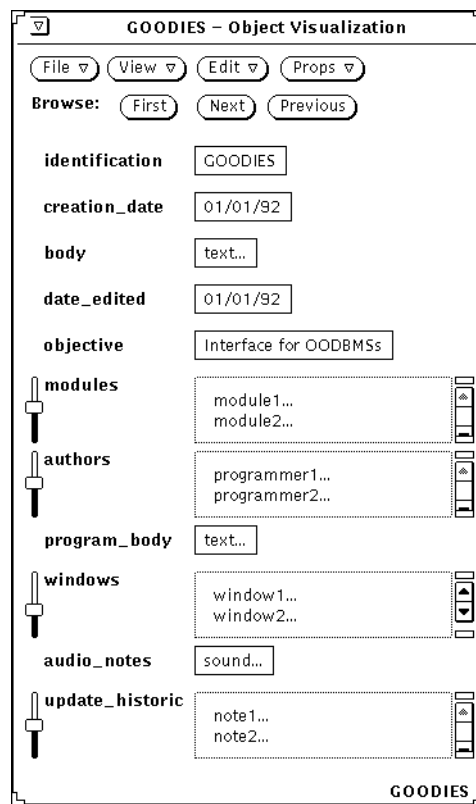 GOODIES – Object Visualization
File View Edit Props
Browse: First Next Previous
identification GOODIES
creation_date 01/01/92
body text...
date_edited 01/01/92
objective Interface for OODBMSs
modules
module1...
module2...
authors
programmer1...
programmer2...
program_body text...
windows
window1...
window2...
audio_notes sound...
update_historic
note1...
note2...
GOODIES